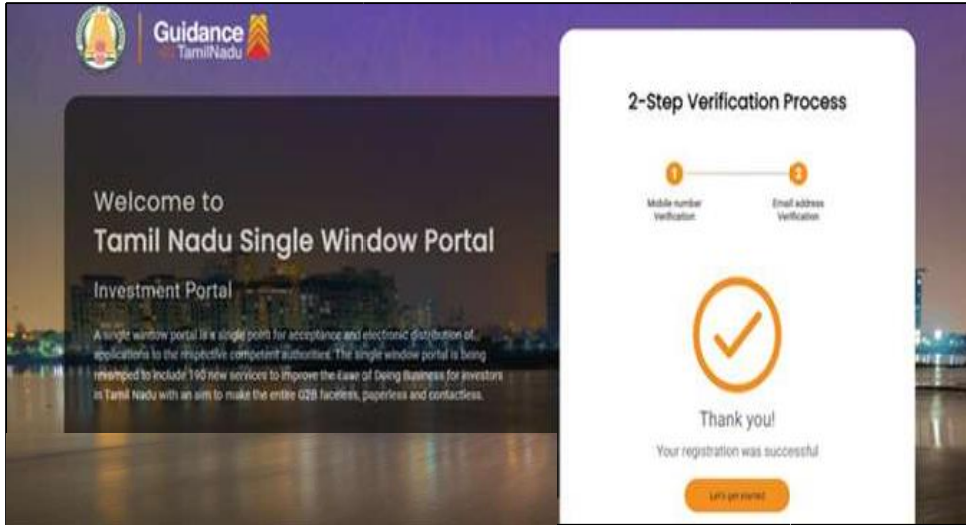 Guidance
TamilNadu
Welcome to
Tamil Nadu Single Window Portal
Investment Portal
A single window portal is a single point for acceptance and electronic distribution of
applications to the respective competent authorities. The single window portal is being
revamped to include 190 new services to improve the Ease of Doing Business for investors
in Tamil Nadu with an aim to make the entire G2B faceless, paperless and contactless.
2-Step Verification Process
1
2
Mobile number
Verification
Email address
Verification
Thank you!
Your registration was successful
Let's get started